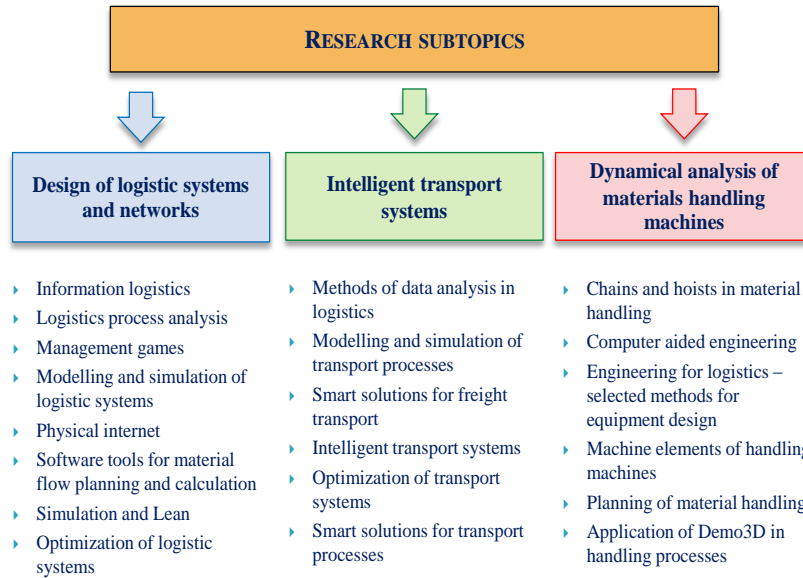 RESEARCH SUBTOPICS
Design of logistic systems
and networks
Information logistics
Logistics process analysis
Management games
Modelling and simulation of
logistic systems
Physical internet
Software tools for material
flow planning and calculation
Simulation and Lean
Optimization of logistic
systems
Intelligent transport
systems
Methods of data analysis in
logistics
Modelling and simulation of
transport processes
Smart solutions for freight
transport
Intelligent transport systems
Optimization of transport
systems
Smart solutions for transport
processes
Dynamical analysis of
materials handling
machines
Chains and hoists in material
handling
Computer aided engineering
Engineering for logistics –
selected methods for
equipment design
Machine elements of handling
machines
Planning of material handling
Application of Demo3D in
handling processes